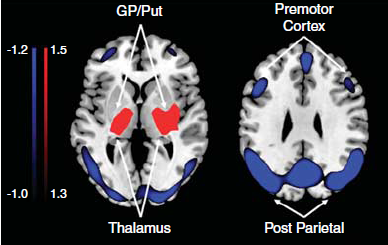 GP/Put
Premotor
Cortex
-1.2
1.5
-1.0
1.3
Thalamus
Post Parietal